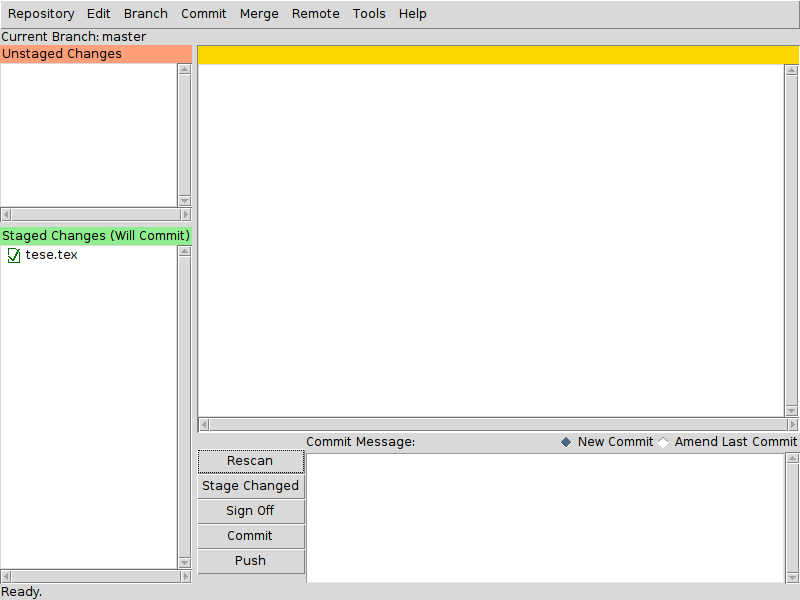 Repository Edit Branch Commit Merge Remote Tools Help
Current Branch: master
Unstaged Changes
Staged Changes (Will Commit)
tese.tex
Commit Message: New Commit Amend Last Commit
Rescan
Stage Changed
Sign Off
Commit
Push
Ready.